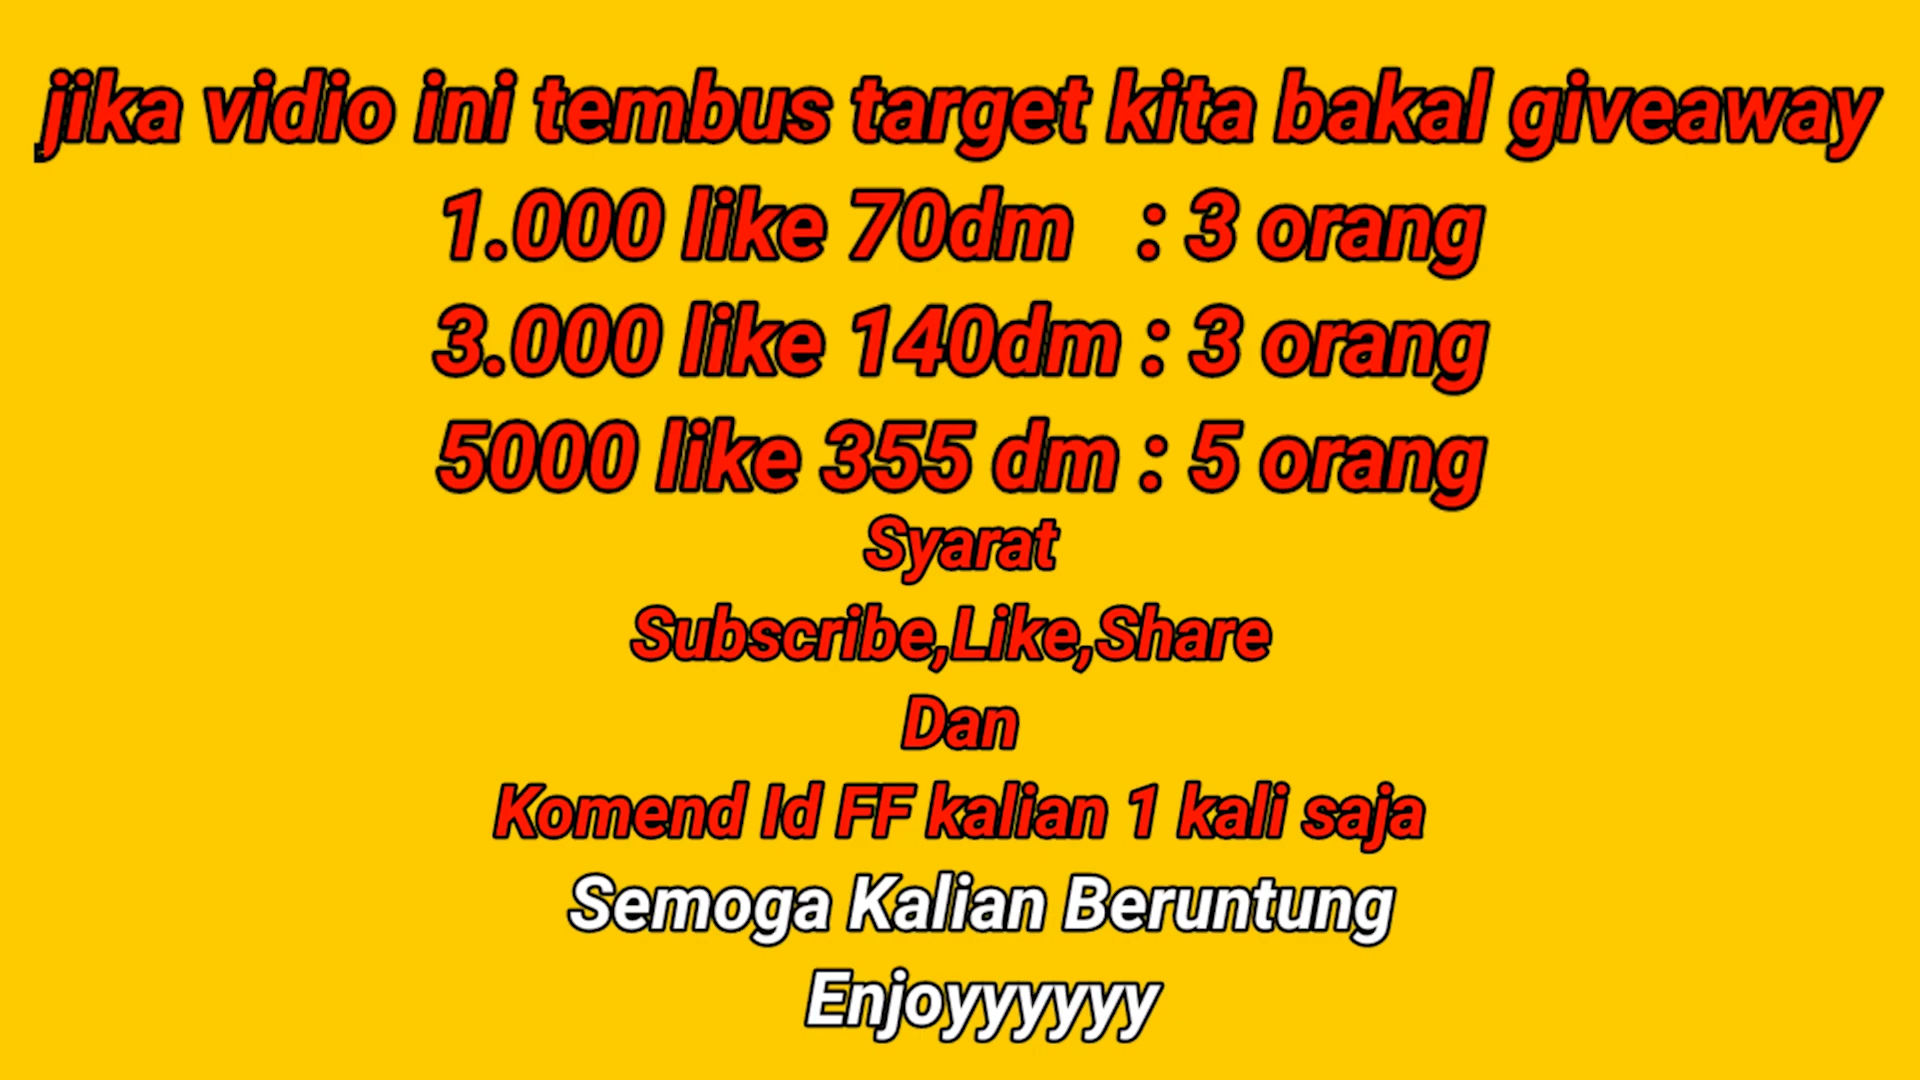 jika vidio ini tembus target kita bakal giveaway
1.000 like 70dm : 3 orang
3.000 like 140dm : 3 orang
5000 like 355 dm : 5 orang
Syarat
Subscribe,Like,Share
Dan
Komend Id FF kalian 1 kali saja
Semoga Kalian Beruntung
Enjoyyyyyy